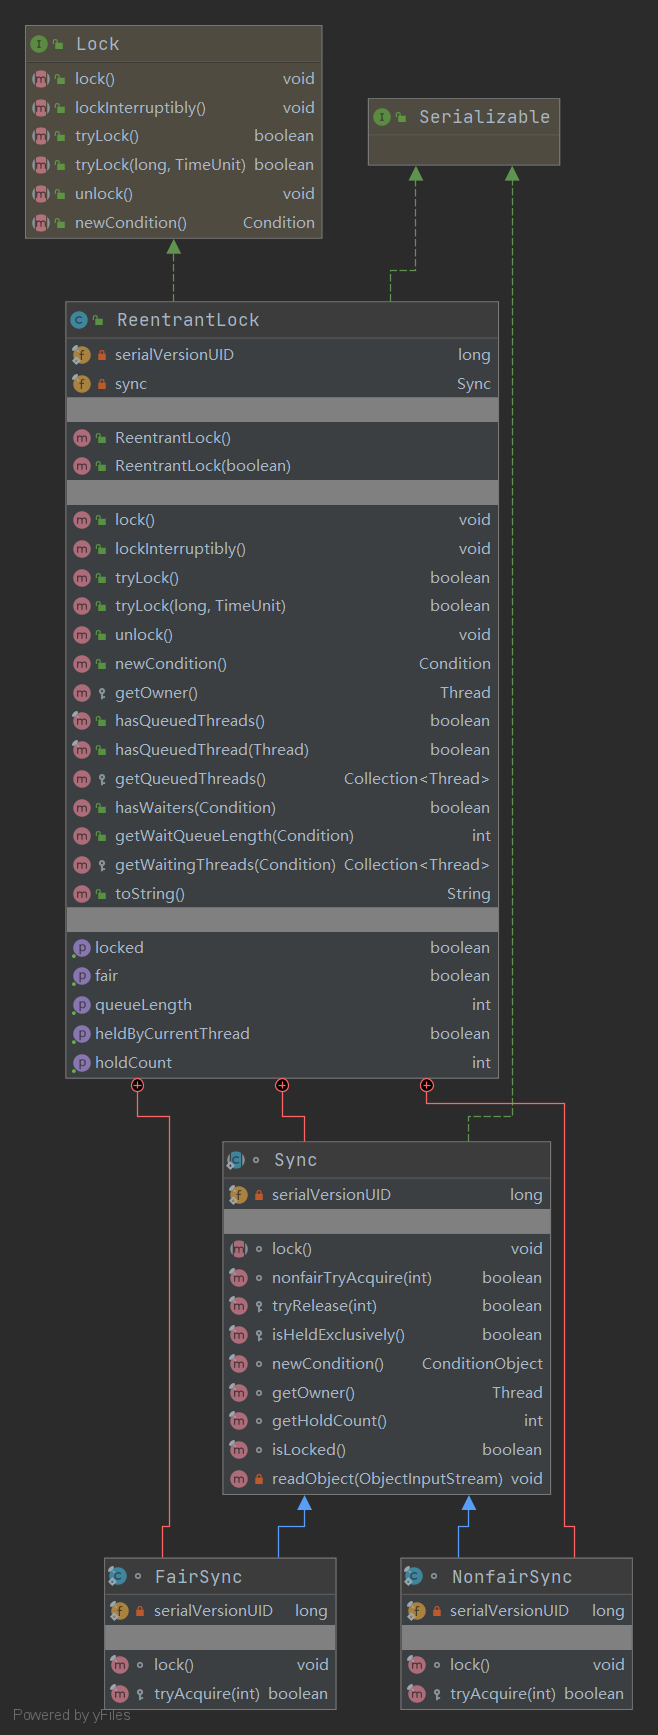 Lock
lock() void
lockInterruptibly() void
tryLock() boolean
tryLock(long, TimeUnit) boolean
unlock() void
newCondition() Condition
Serializable
ReentrantLock
serialVersionUID long
sync Sync
ReentrantLock()
ReentrantLock(boolean)
lock() void
lockInterruptibly() void
tryLock() boolean
tryLock(long, TimeUnit) boolean
unlock() void
newCondition() Condition
getOwner() Thread
hasQueuedThreads() boolean
hasQueuedThread(Thread) boolean
getQueuedThreads() Collection<Thread>
hasWaiters(Condition) boolean
getWaitQueueLength(Condition) int
getWaitingThreads(Condition) Collection<Thread>
toString() String
locked boolean
fair boolean
queueLength int
heldByCurrentThread boolean
holdCount int
Sync
serialVersionUID long
lock() void
nonfairTryAcquire(int) boolean
tryRelease(int) boolean
isHeldExclusively() boolean
newCondition() ConditionObject
getOwner() Thread
getHoldCount() int
isLocked() boolean
readObject(ObjectInputStream) void
FairSync
serialVersionUID long
lock() void
tryAcquire(int) boolean
NonfairSync
serialVersionUID long
lock() void
tryAcquire(int) boolean
Powered by yFiles